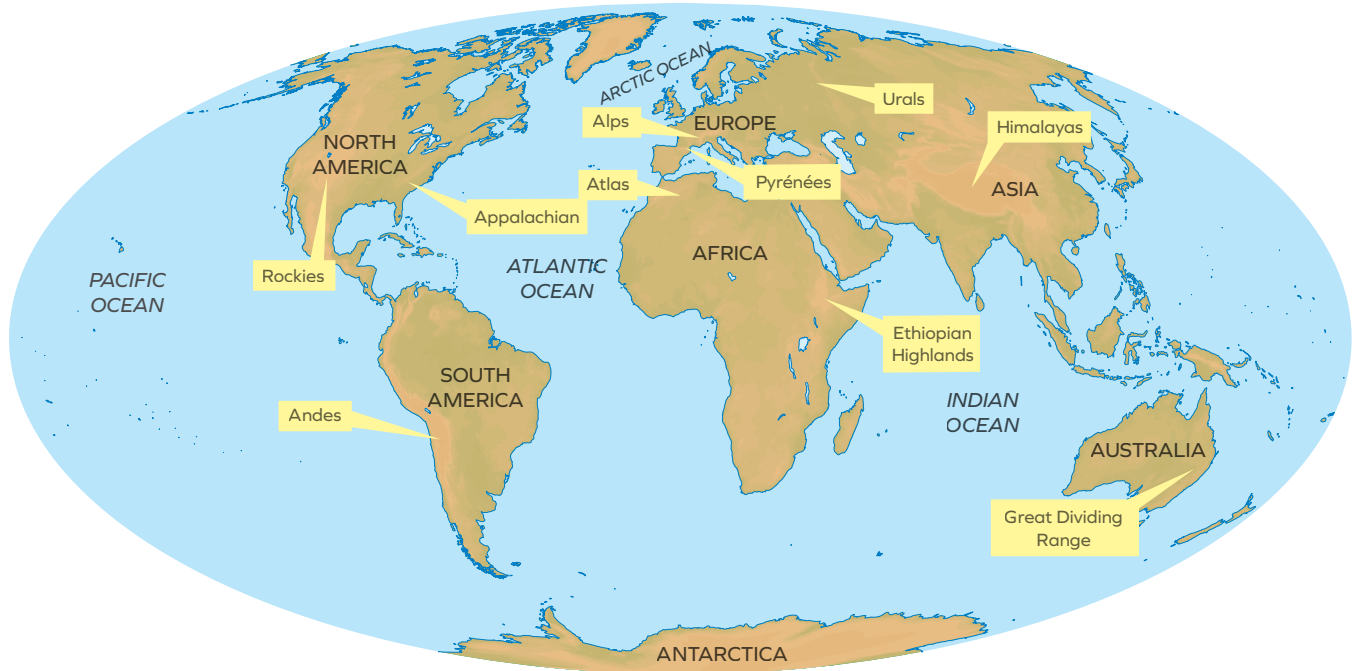 ARCTIC OCEAN
Urals
Alps
EUROPE
Himalayas
NORTH
AMERICA
Atlas
Pyrénées
ASIA
Appalachian
AFRICA
Rockies
PACIFIC
OCEAN
ATLANTIC
OCEAN
Ethiopian
Highlands
SOUTH
AMERICA
Andes
INDIAN
OCEAN
AUSTRALIA
Great Dividing
Range
ANTARCTICA